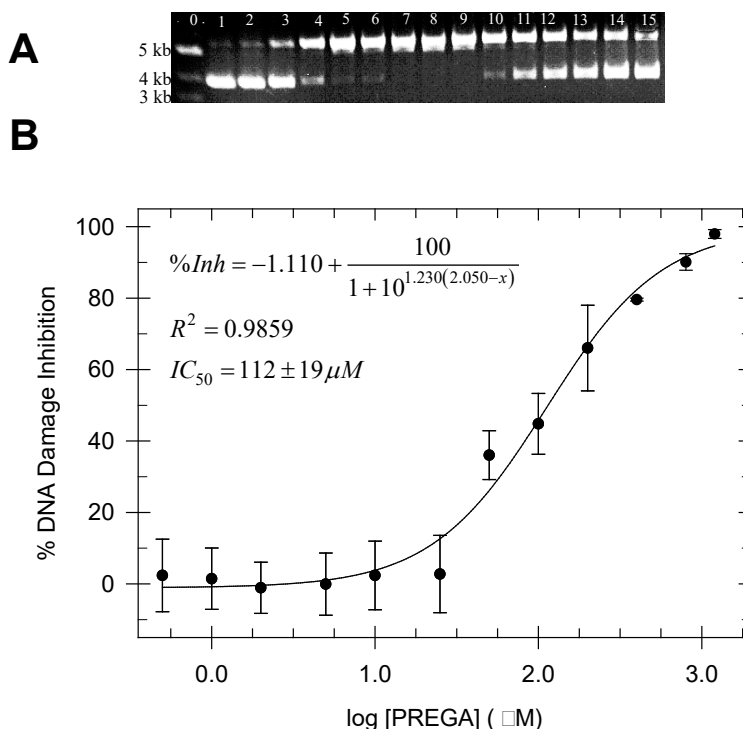 A
0 1 2 3 4 5 6 7 8 9 10 11 12 13 14 15
5 kb
4 kb
3 kb
B
100
80
60
40
20
0
% DNA Damage Inhibition
%Inh = −1.110 + 100 / 1+10^1.230(2.050−x)
R² = 0.9859
IC₅₀ = 112 ± 19 μM
0.0 1.0 2.0 3.0
log [PREGA] ( □M)